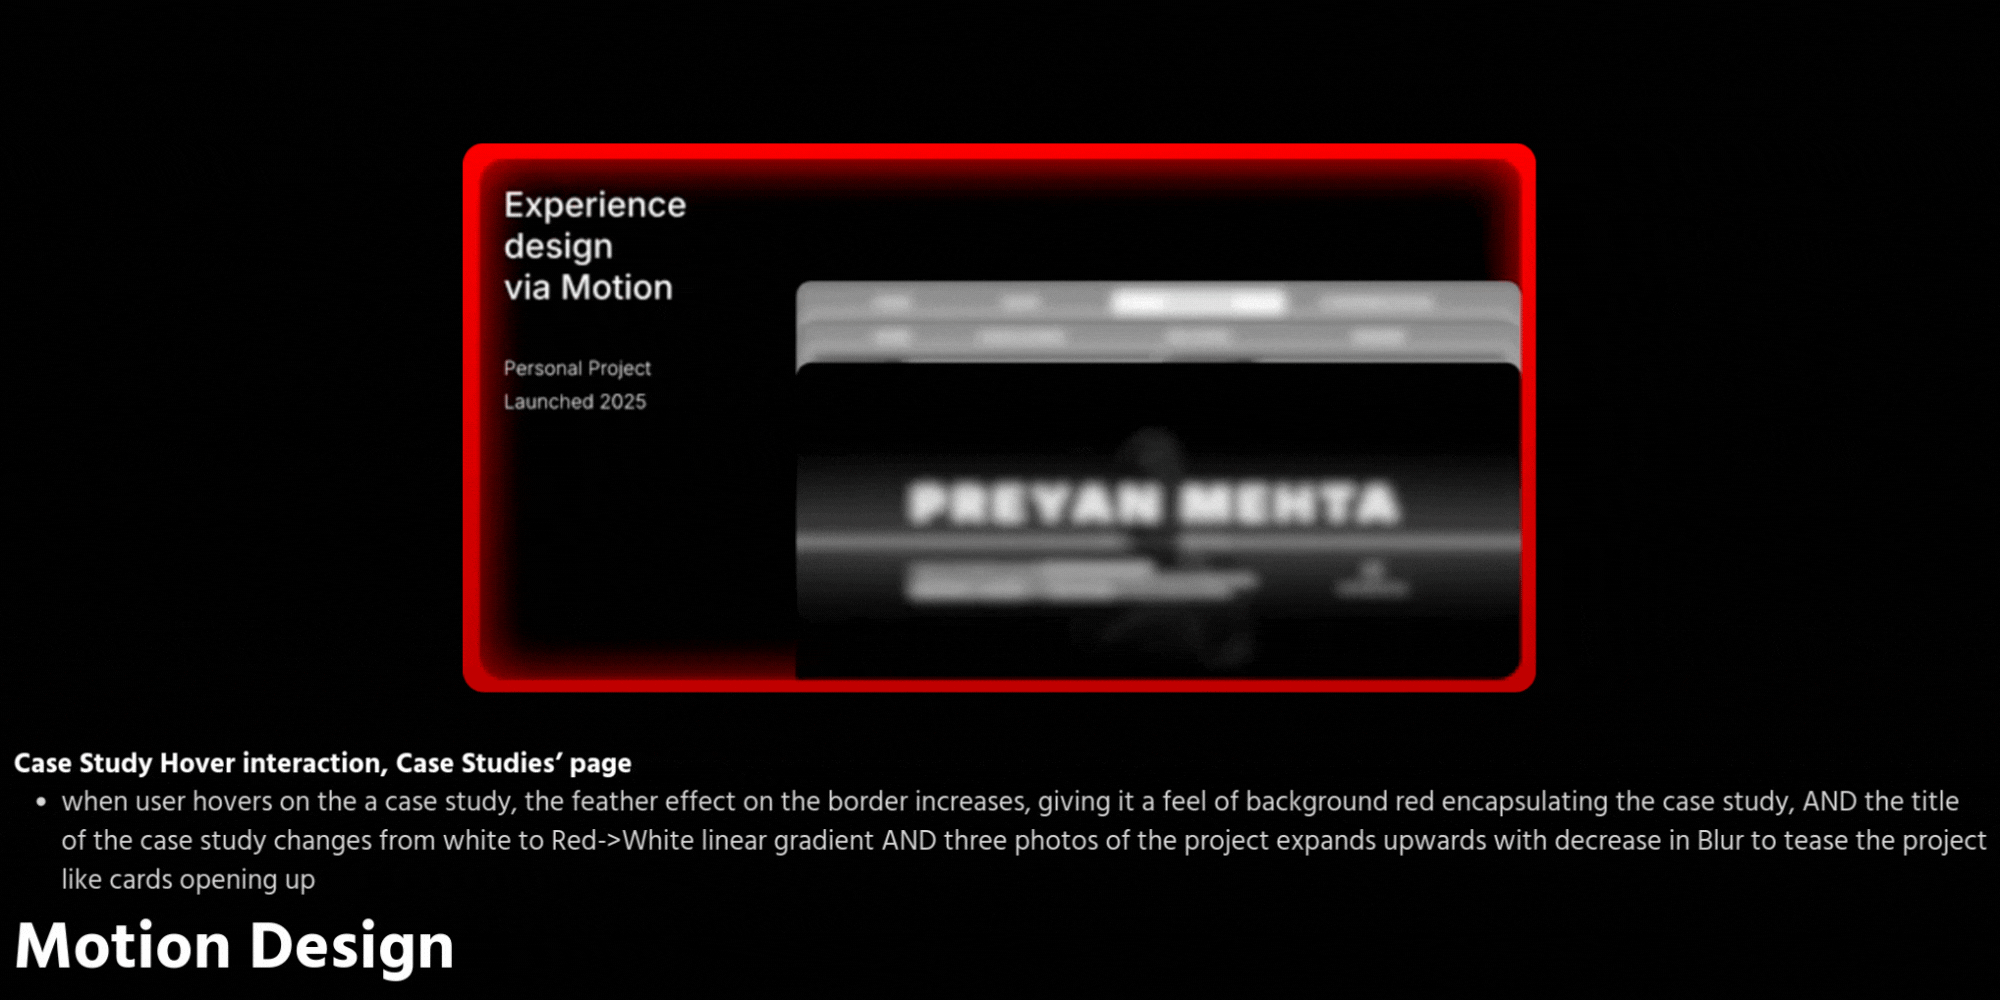 Experience
design
via Motion
Personal Project
Launched 2025
PREYAN MEHTA
Case Study Hover interaction, Case Studies’ page
• when user hovers on the a case study, the feather effect on the border increases, giving it a feel of background red encapsulating the case study, AND the title
of the case study changes from white to Red->White linear gradient AND three photos of the project expands upwards with decrease in Blur to tease the project
like cards opening up
Motion Design